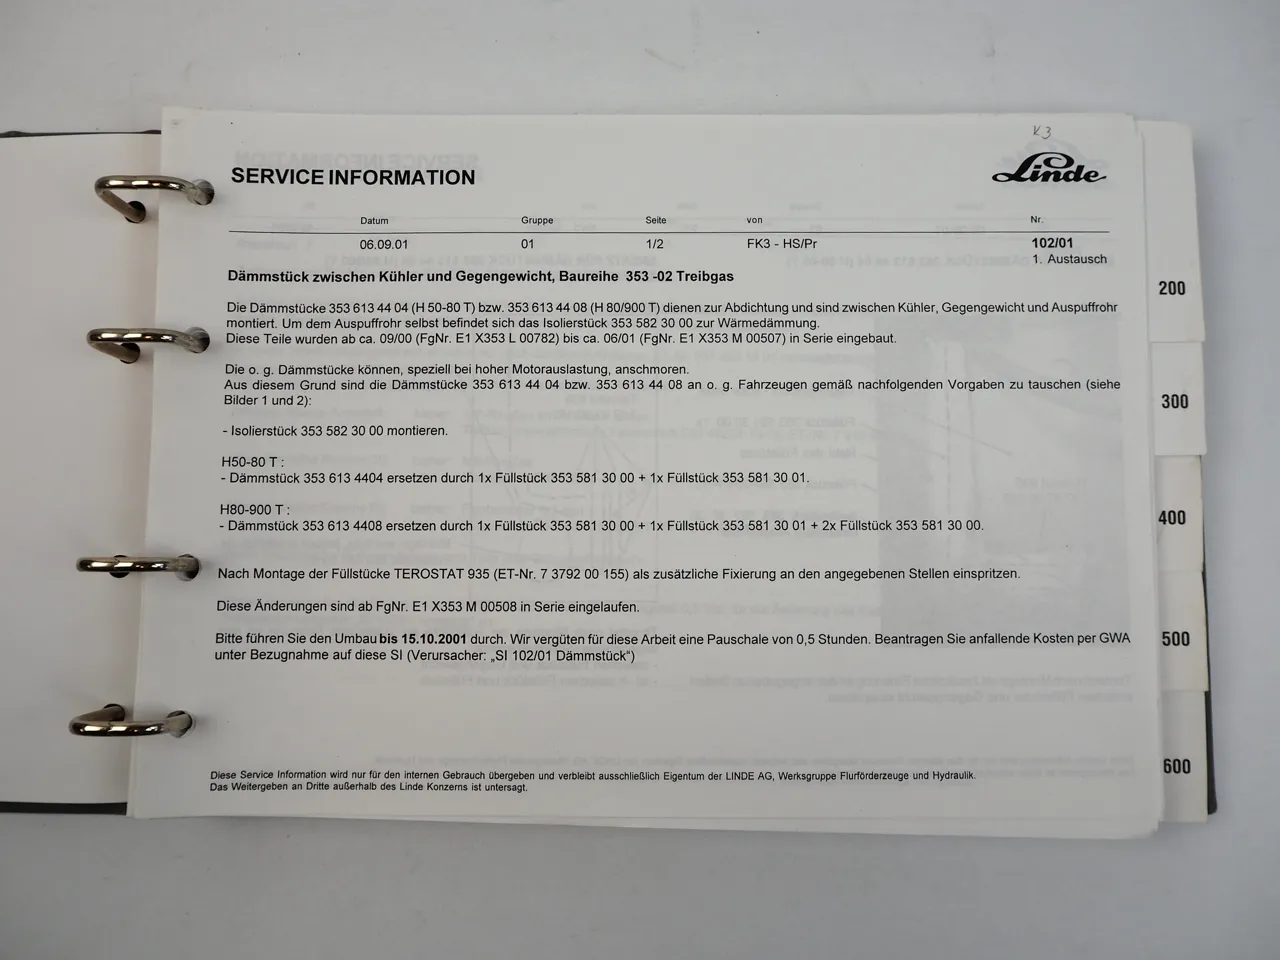 K3
SERVICE INFORMATION
Linde
Datum Gruppe Seite von Nr.
06.09.01 01 1/2 FK3 - HS/Pr 102/01
1. Austausch
Dämmstück zwischen Kühler und Gegengewicht, Baureihe 353 -02 Treibgas
Die Dämmstücke 353 613 44 04 (H 50-80 T) bzw. 353 613 44 08 (H 80/900 T) dienen zur Abdichtung und sind zwischen Kühler, Gegengewicht und Auspuffrohr
montiert. Um dem Auspuffrohr selbst befindet sich das Isolierstück 353 582 30 00 zur Wärmedämmung.
Diese Teile wurden ab ca. 09/00 (FgNr. E1 X353 L 00782) bis ca. 06/01 (FgNr. E1 X353 M 00507) in Serie eingebaut.
Die o. g. Dämmstücke können, speziell bei hoher Motorauslastung, anschmoren.
Aus diesem Grund sind die Dämmstücke 353 613 44 04 bzw. 353 613 44 08 an o. g. Fahrzeugen gemäß nachfolgenden Vorgaben zu tauschen (siehe
Bilder 1 und 2):
- Isolierstück 353 582 30 00 montieren.
H50-80 T :
- Dämmstück 353 613 4404 ersetzen durch 1x Füllstück 353 581 30 00 + 1x Füllstück 353 581 30 01.
H80-900 T :
- Dämmstück 353 613 4408 ersetzen durch 1x Füllstück 353 581 30 00 + 1x Füllstück 353 581 30 01 + 2x Füllstück 353 581 30 00.
Nach Montage der Füllstücke TEROSTAT 935 (ET-Nr. 7 3792 00 155) als zusätzliche Fixierung an den angegebenen Stellen einspritzen.
Diese Änderungen sind ab FgNr. E1 X353 M 00508 in Serie eingelaufen.
Bitte führen Sie den Umbau bis 15.10.2001 durch. Wir vergüten für diese Arbeit eine Pauschale von 0,5 Stunden. Beantragen Sie anfallende Kosten per GWA
unter Bezugnahme auf diese SI (Verursacher: „SI 102/01 Dämmstück“)
Diese Service Information wird nur für den internen Gebrauch übergeben und verbleibt ausschließlich Eigentum der LINDE AG, Werksgruppe Flurförderzeuge und Hydraulik.
Das Weitergeben an Dritte außerhalb des Linde Konzerns ist untersagt.
200
300
400
500
600